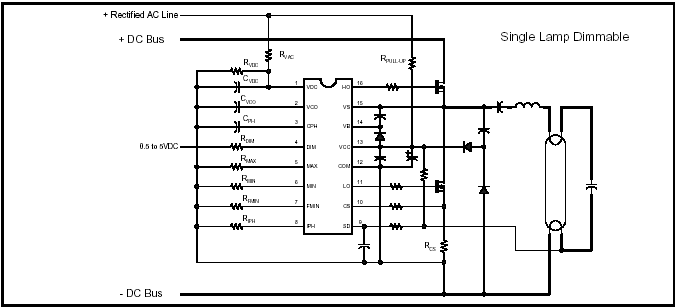 + Rectified AC Line
+ DC Bus
Single Lamp Dimmable
RVAC
RPULL-UP
RVDC
CVDC
1 VDC HO 16
CVCO
2 VCO VS 15
CPH
3 CPH VB 14
0.5 to 5VDC
RDIM
4 DIM VCC 13
RMAX
5 MAX COM 12
RMIN
6 MIN LO 11
RFMIN
7 FMIN CS 10
RIPH
8 IPH SD 9
RCS
- DC Bus